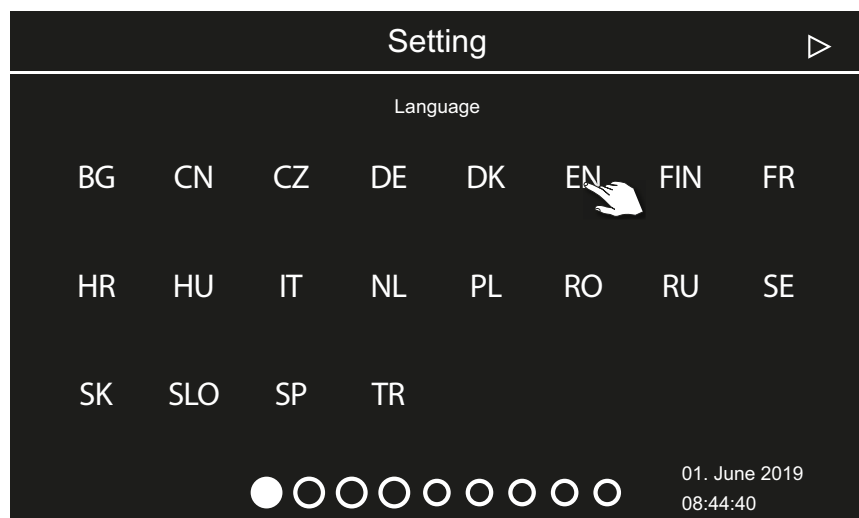 Setting
Language
BG CN CZ DE DK EN FIN FR
HR HU IT NL PL RO RU SE
SK SLO SP TR
01. June 2019
08:44:40